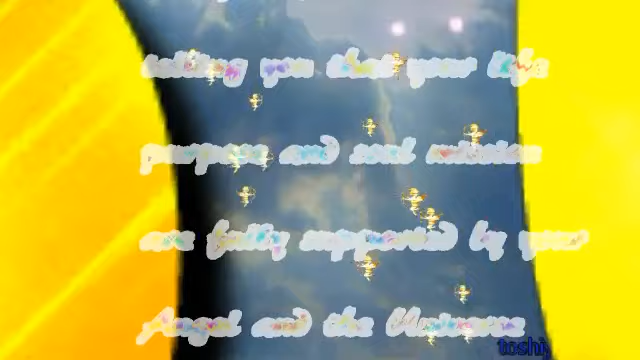 telling you that your life
purpose and soul mission
are fully supported by your
Angel and the Universe
toshi